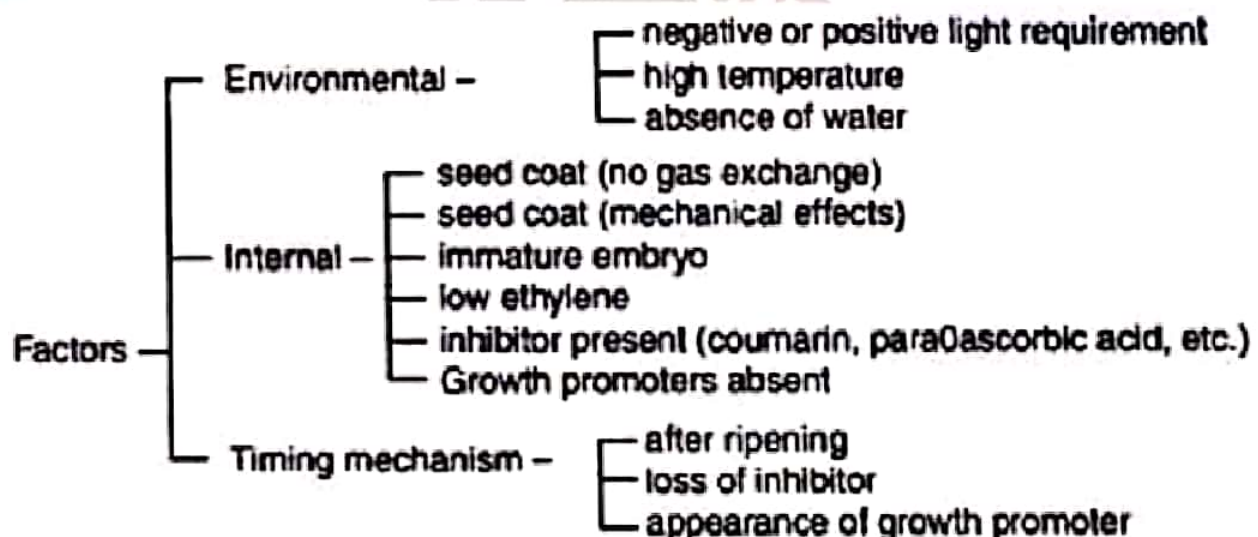 negative or positive light requirement
Environmental –
high temperature
absence of water
seed coat (no gas exchange)
seed coat (mechanical effects)
Internal –
immature embryo
low ethylene
Factors
inhibitor present (coumarin, para0ascorbic acid, etc.)
Growth promoters absent
Timing mechanism –
after ripening
loss of inhibitor
appearance of growth promoter